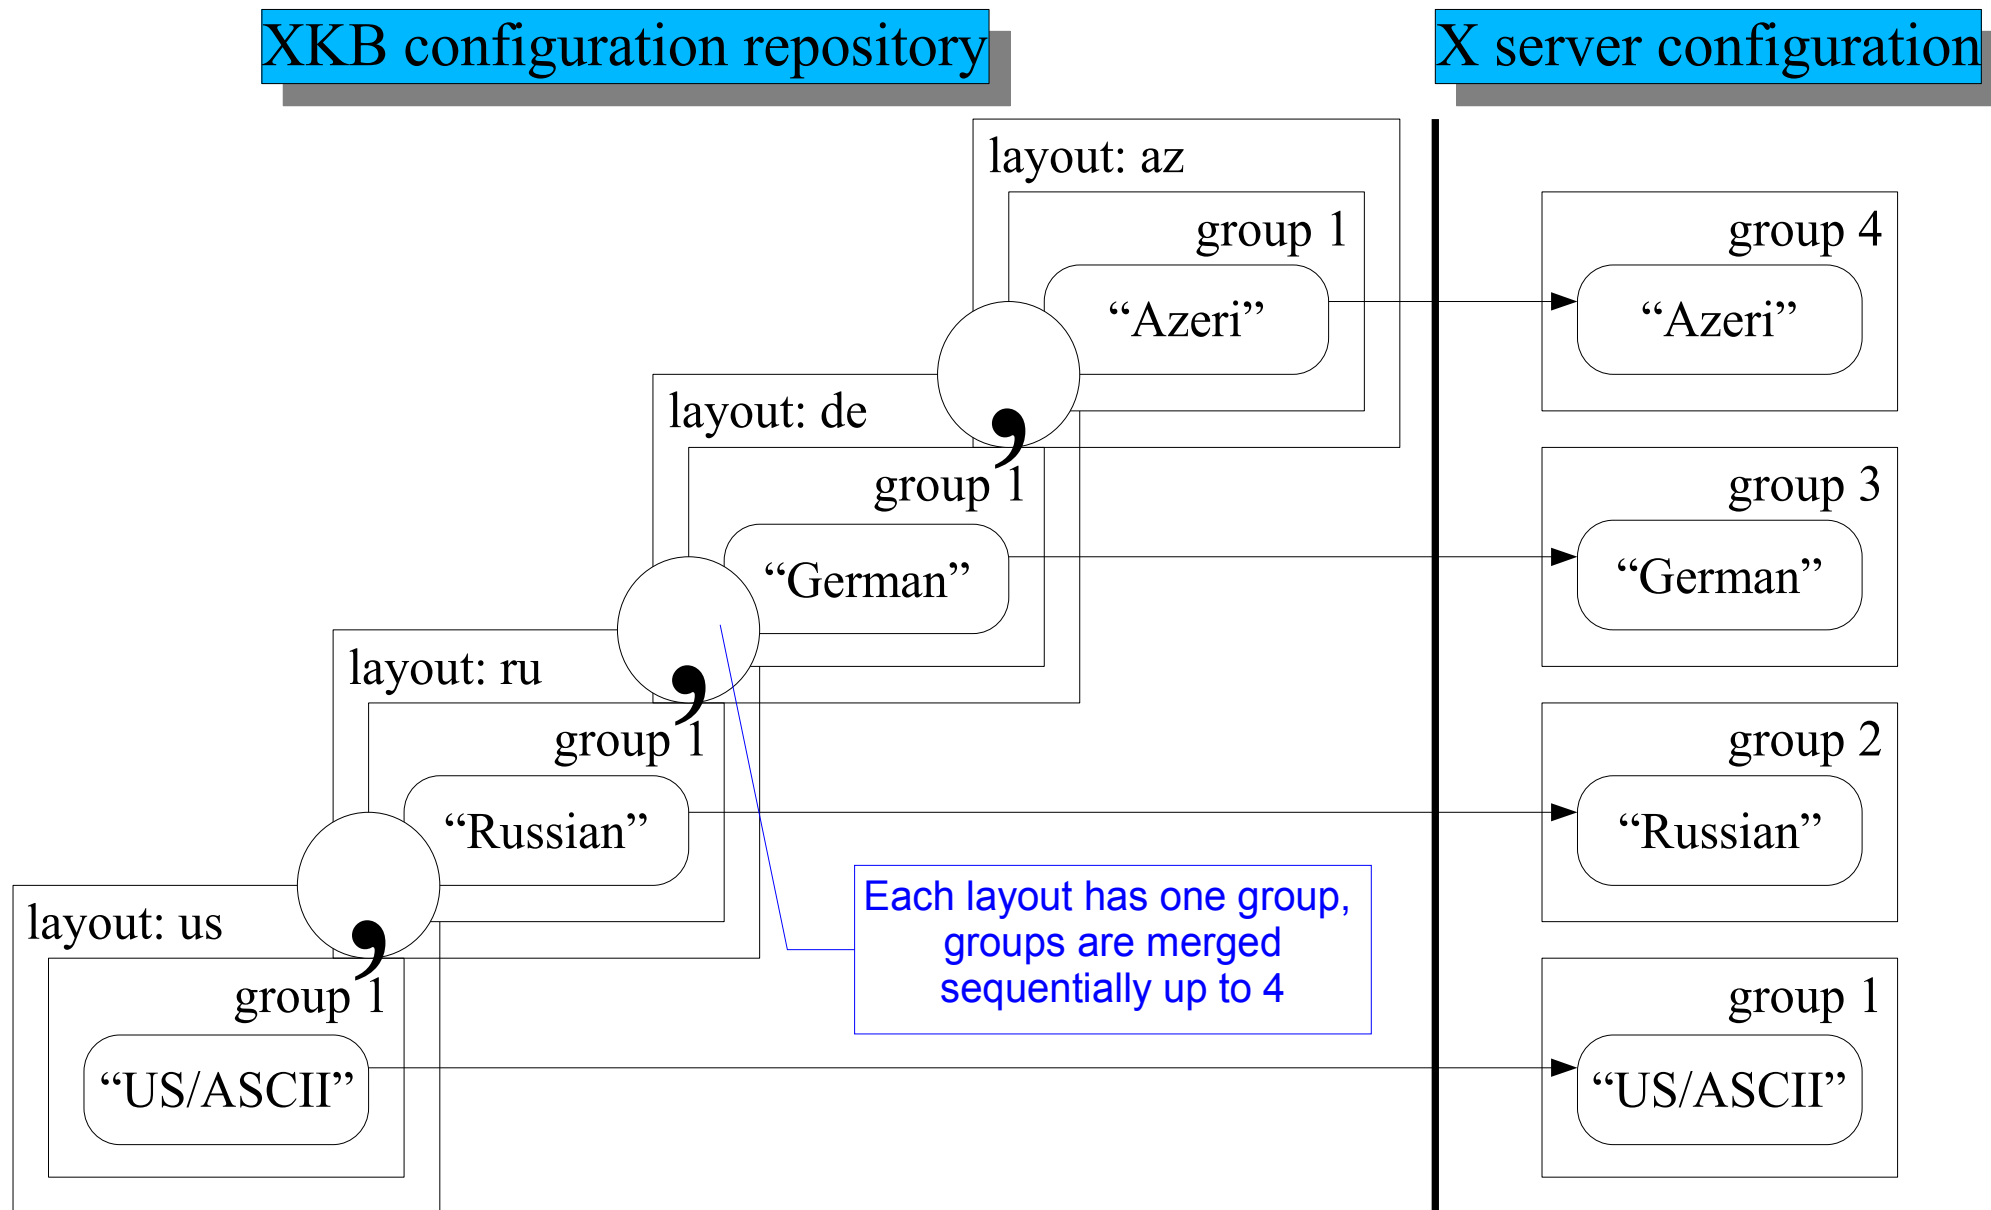 XKB configuration repository
X server configuration
layout: az
group 1
“Azeri”
group 4
“Azeri”
,
layout: de
group 1
“German”
group 3
“German”
,
layout: ru
group 1
“Russian”
group 2
“Russian”
,
layout: us
group 1
“US/ASCII”
group 1
“US/ASCII”
Each layout has one group,
groups are merged
sequentially up to 4